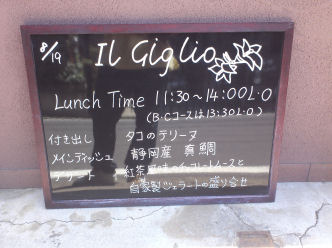 8/19
Il Giglio
Lunch Time 11:30~14:00L.O
(B.Cコースは13:30L.O)
付き出し タコのテリーヌ
メインディッシュ 静岡産 真鯛
デザート 紅茶風味のチョコレートムースと
自家製ジェラートの盛り合せ